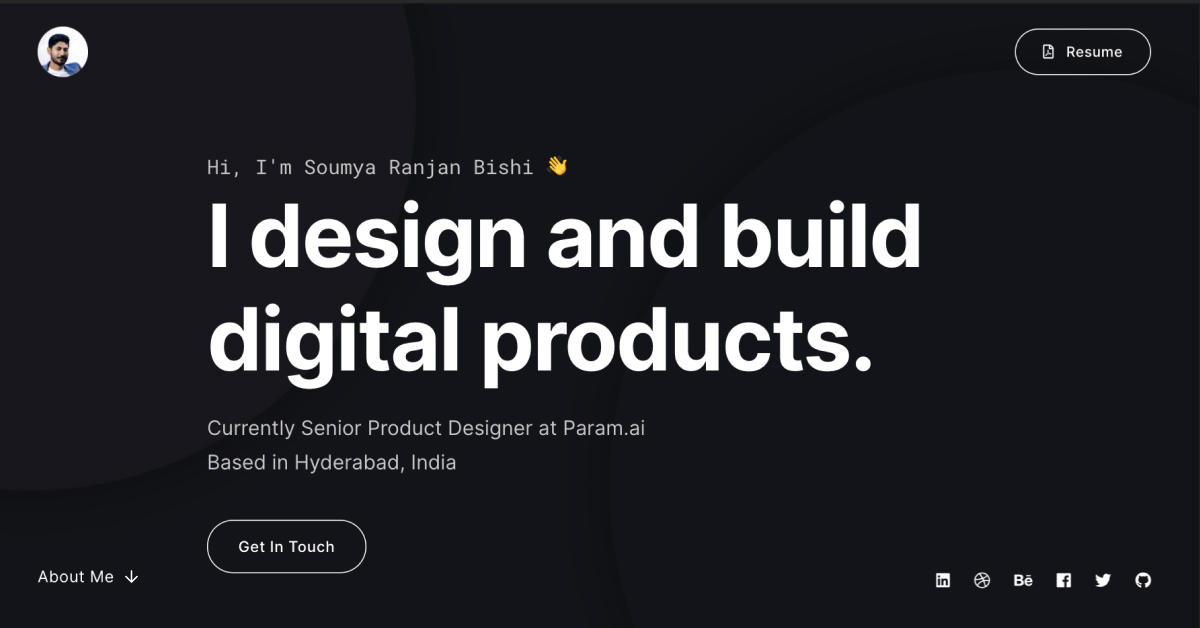 Resume
Hi, I'm Soumya Ranjan Bishi 👋
I design and build
digital products.
Currently Senior Product Designer at Param.ai
Based in Hyderabad, India
Get In Touch
About Me ↓
Bē